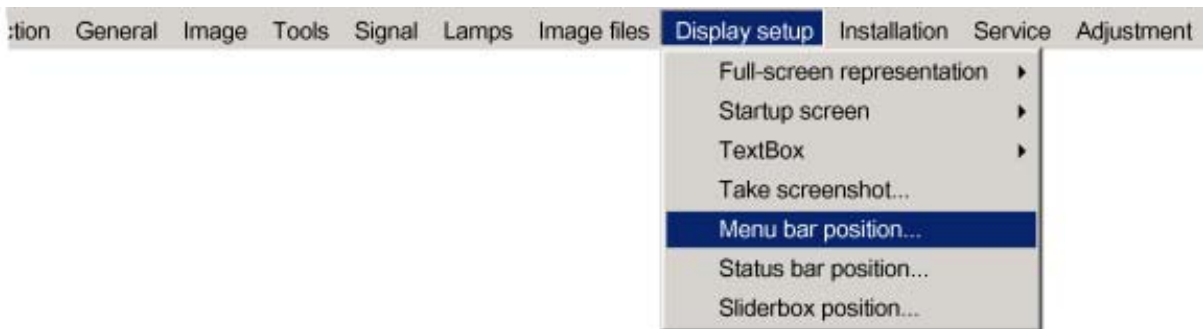 :tion General Image Tools Signal Lamps Image files Display setup Installation Service Adjustment
Full-screen representation
Startup screen
TextBox
Take screenshot...
Menu bar position...
Status bar position...
Sliderbox position...